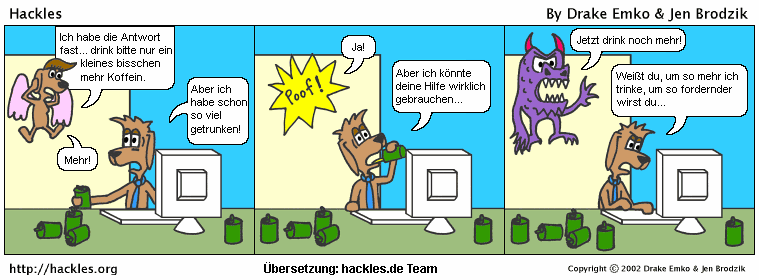 Hackles
By Drake Emko & Jen Brodzik
Ich habe die Antwort
fast... drink bitte nur ein
kleines bisschen
mehr Koffein.
Aber ich
habe schon
so viel
getrunken!
Mehr!
Ja!
Poof!
Aber ich könnte
deine Hilfe wirklich
gebrauchen...
Jetzt drink noch mehr!
Weißt du, um so mehr ich
trinke, um so fordernder
wirst du...
http://hackles.org
Übersetzung: hackles.de Team
Copyright © 2002 Drake Emko & Jen Brodzik